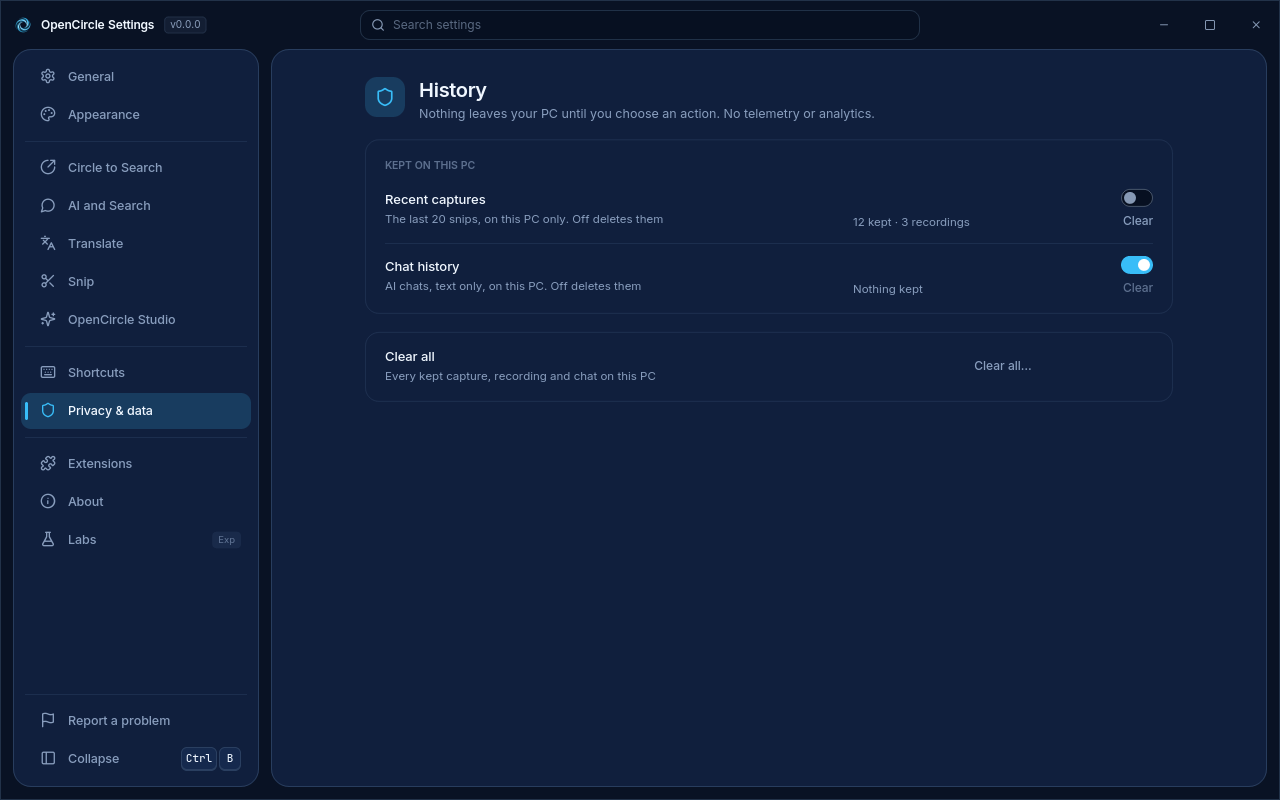 OpenCircle Settings v0.0.0
Search settings
General
Appearance
Circle to Search
AI and Search
Translate
Snip
OpenCircle Studio
Shortcuts
Privacy & data
Extensions
About
Labs Exp
Report a problem
Collapse Ctrl B
History
Nothing leaves your PC until you choose an action. No telemetry or analytics.
KEPT ON THIS PC
Recent captures
The last 20 snips, on this PC only. Off deletes them
12 kept · 3 recordings
Clear
Chat history
AI chats, text only, on this PC. Off deletes them
Nothing kept
Clear
Clear all
Every kept capture, recording and chat on this PC
Clear all...